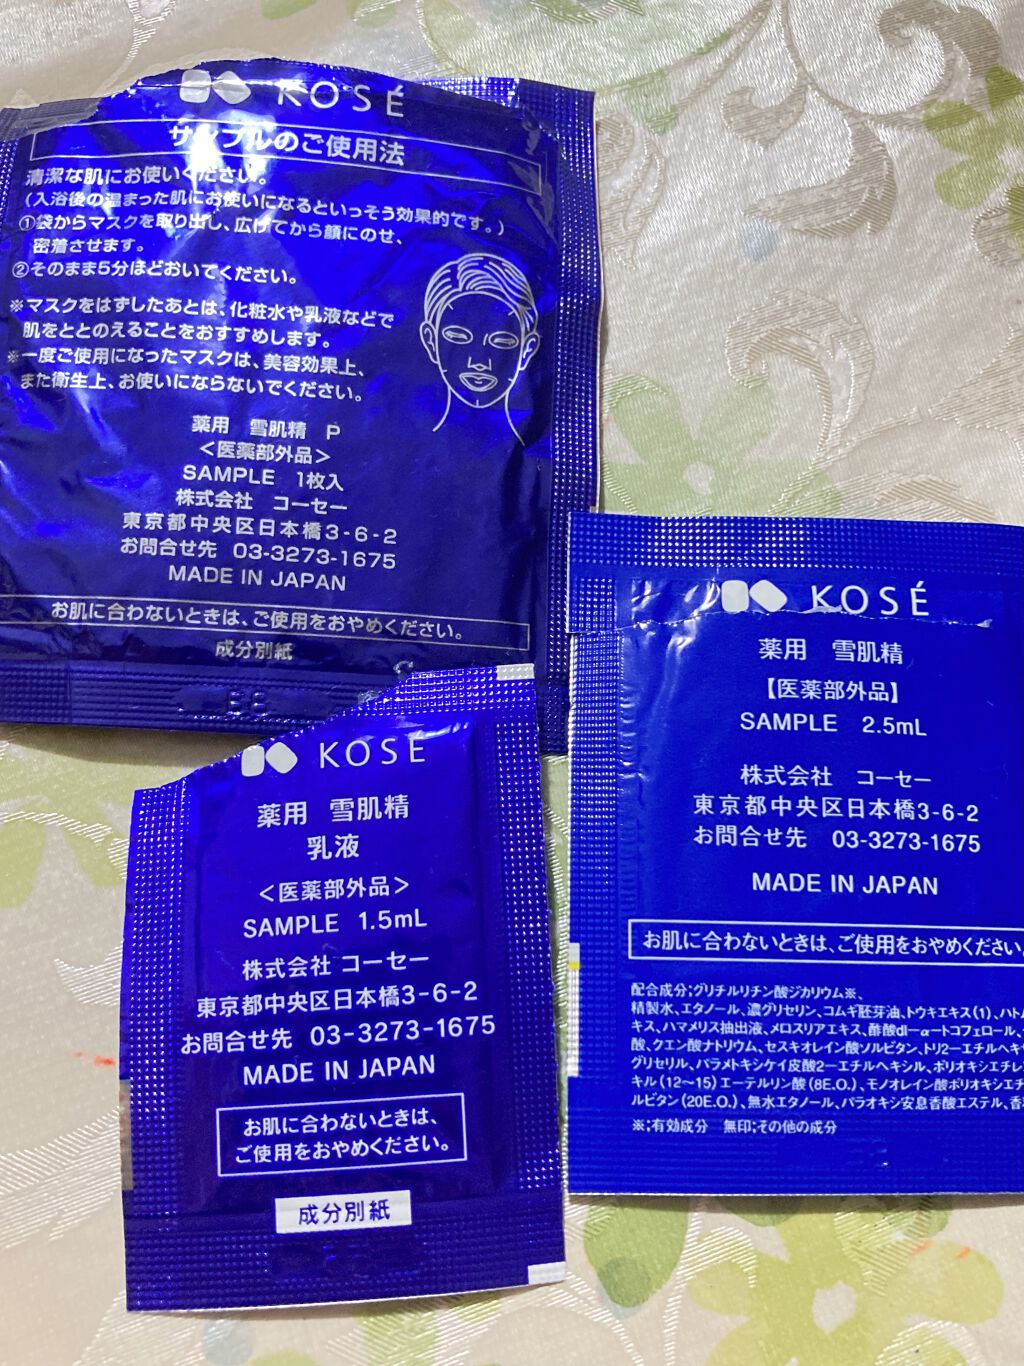 KOSÉ
サンプルのご使用法
清潔な肌にお使いください。
(入浴後の温まった肌にお使いになるといっそう効果的です。)
①袋からマスクを取り出し、広げてから顔にのせ、
密着させます。
②そのまま5分ほどおいてください。
※マスクをはずしたあとは、化粧水や乳液などで
肌をととのえることをおすすめします。
※一度ご使用になったマスクは、美容効果上、
また衛生上、お使いにならないでください。
薬用 雪肌精 P
<医薬部外品>
SAMPLE 1枚入
株式会社 コーセー
東京都中央区日本橋3-6-2
お問合せ先 03-3273-1675
MADE IN JAPAN
お肌に合わないときは、ご使用をおやめください。
成分別紙
KOSÉ
薬用 雪肌精
乳液
<医薬部外品>
SAMPLE 1.5mL
株式会社 コーセー
東京都中央区日本橋3-6-2
お問合せ先 03-3273-1675
MADE IN JAPAN
お肌に合わないときは、
ご使用をおやめください。
成分別紙
KOSÉ
薬用 雪肌精
【医薬部外品】
SAMPLE 2.5mL
株式会社 コーセー
東京都中央区日本橋3-6-2
お問合せ先 03-3273-1675
MADE IN JAPAN
お肌に合わないときは、ご使用をおやめください。
配合成分;グリチルリチン酸ジカリウム※、
精製水、エタノール、濃グリセリン、コムギ胚芽油、トウキエキス(1)、ハトム
キス、ハマメリス抽出液、メロスリアエキス、酢酸dl-α-トコフェロール、
酸、クエン酸ナトリウム、セスキオレイン酸ソルビタン、トリ2-エチルヘキサ
グリセリル、パラメトキシケイ皮酸2-エチルヘキシル、ポリオキシエチレ
キル(12～15)エーテルリン酸(8E.O.)、モノオレイン酸ポリオキシエチ
ルビタン(20E.O.)、無水エタノール、パラオキシ安息香酸エステル、香料
※;有効成分 無印;その他の成分